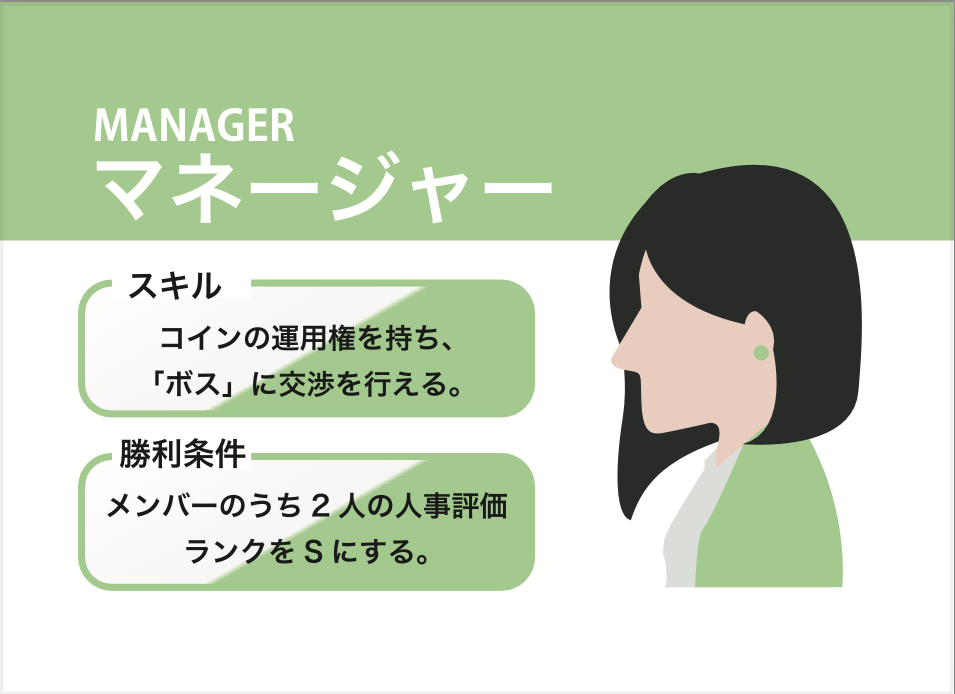 MANAGER
マネージャー
スキル
コインの運用権を持ち、
「ボス」に交渉を行える。
勝利条件
メンバーのうち2人の人事評価
ランクをSにする。